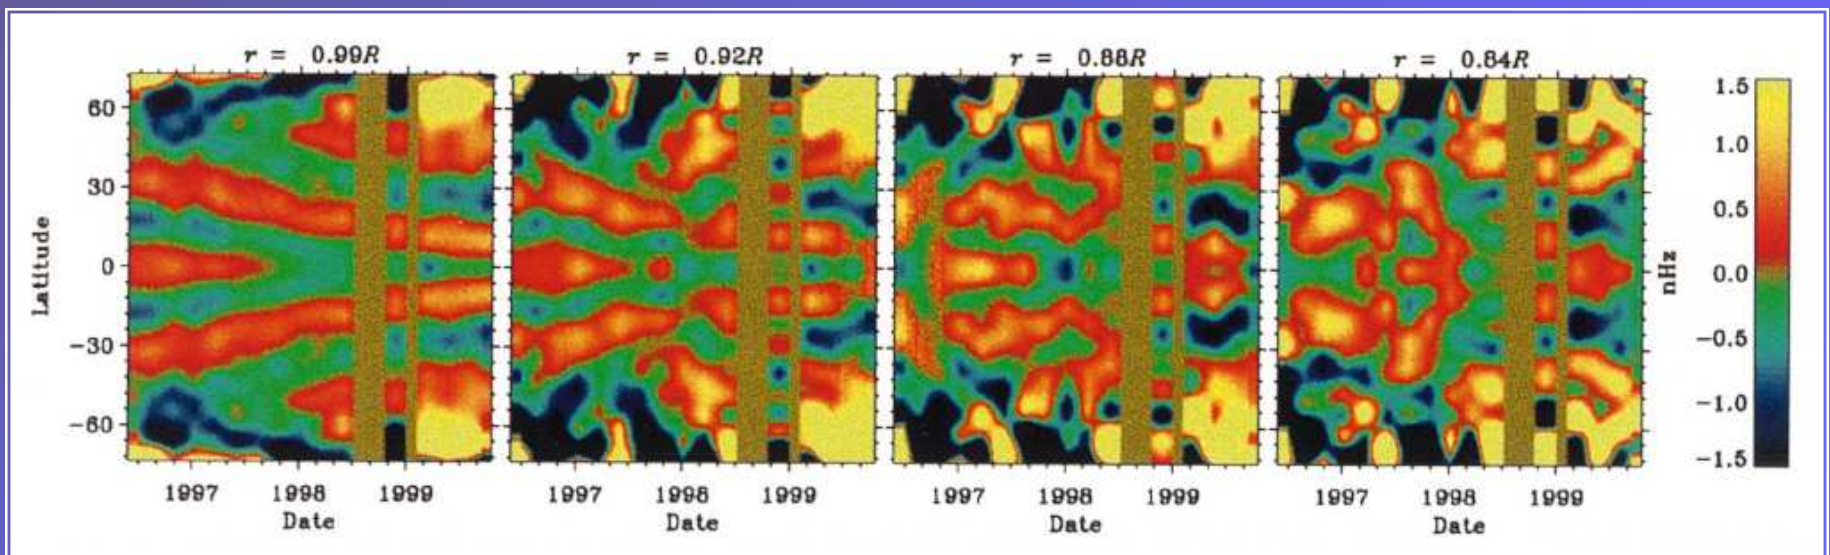 r = 0.99R
r = 0.92R
r = 0.88R
r = 0.84R
Latitude
60
30
0
−30
−60
1997 1998 1999
Date
1997 1998 1999
Date
1997 1998 1999
Date
1997 1998 1999
Date
1.5
1.0
0.5
0.0
−0.5
−1.0
−1.5
nHz